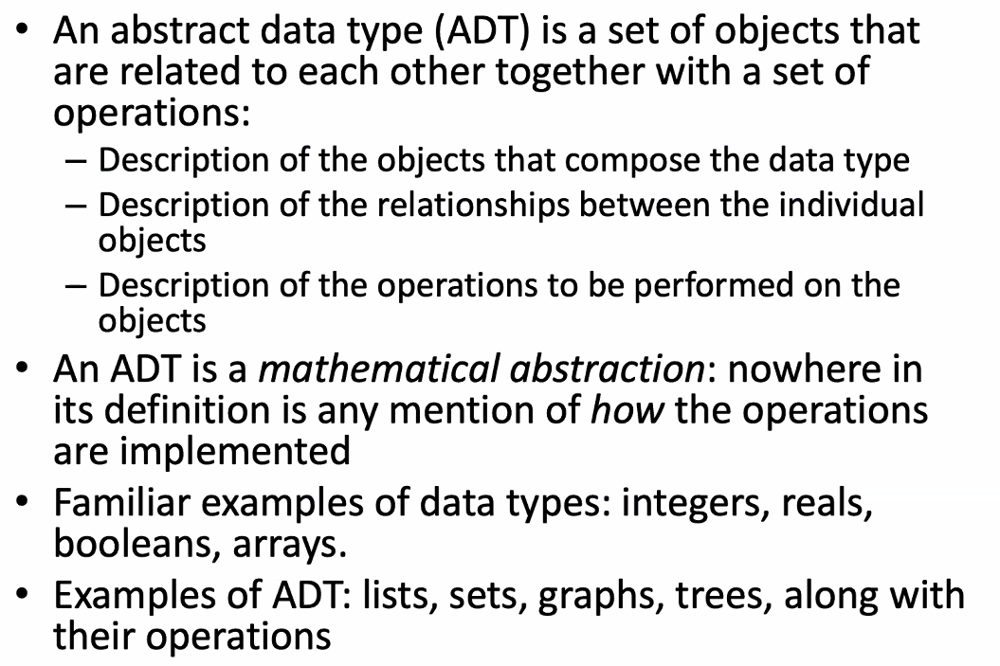 • An abstract data type (ADT) is a set of objects that
are related to each other together with a set of
operations:
– Description of the objects that compose the data type
– Description of the relationships between the individual
objects
– Description of the operations to be performed on the
objects
• An ADT is a mathematical abstraction: nowhere in
its definition is any mention of how the operations
are implemented
• Familiar examples of data types: integers, reals,
booleans, arrays.
• Examples of ADT: lists, sets, graphs, trees, along with
their operations